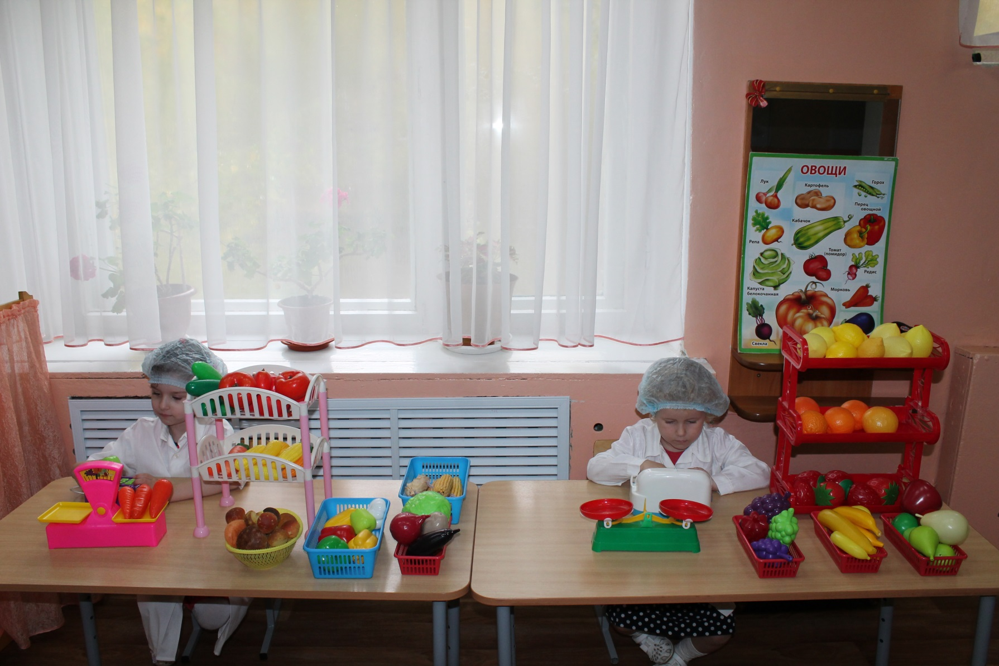 ОВОЩИ
Лук
Картофель
Горох
Перец
овощной
Кабачок
Репа
Томат
(помидор)
Редис
Капуста
белокочанная
Морковь
Свекла